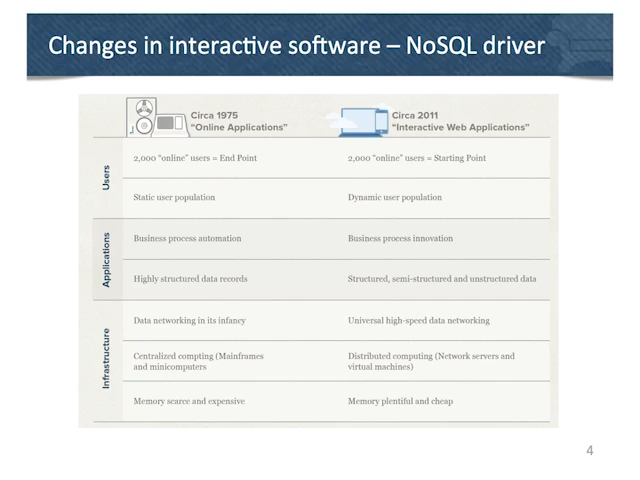 Changes in interactive software – NoSQL driver
Circa 1975
"Online Applications"
Circa 2011
"Interactive Web Applications"
Users
2,000 "online" users = End Point
2,000 "online" users = Starting Point
Static user population
Dynamic user population
Applications
Business process automation
Business process innovation
Highly structured data records
Structured, semi-structured and unstructured data
Infrastructure
Data networking in its infancy
Universal high-speed data networking
Centralized compting (Mainframes
and minicomputers
Distributed computing (Network servers and
virtual machines)
Memory scarce and expensive
Memory plentiful and cheap
4